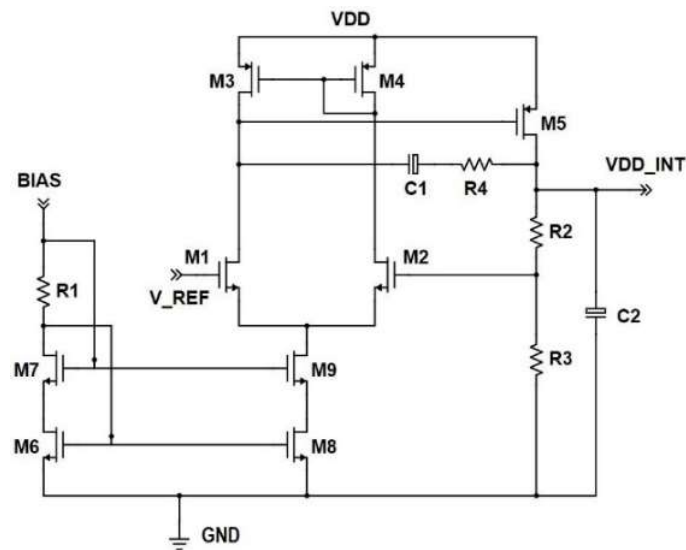 VDD
M3
M4
M5
C1
R4
VDD_INT
BIAS
R2
R1
M1
M2
V_REF
C2
M7
M9
R3
M6
M8
GND